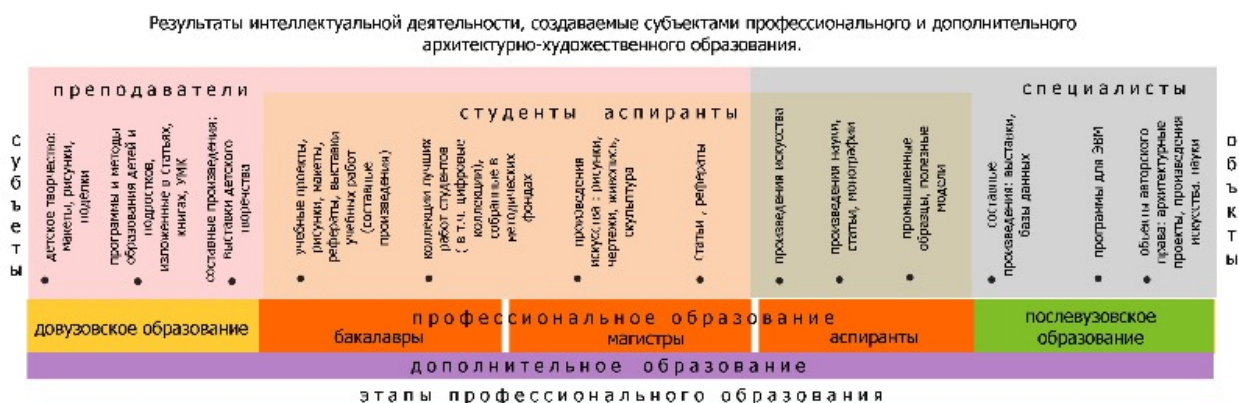 Результаты интеллектуальной деятельности, создаваемые субъектами профессионального и дополнительного
архитектурно-художественного образования.
преподаватели
специалисты
студенты аспиранты
субъеты
детское творчество:
макеты, рисунки,
поделки
программы и методы
образования детей и
подростков,
изложенные в статьях,
книгах, УМК
составные произведения:
выставки детского
творчества
учебные проекты,
рисунки, макеты,
рефераты, выставки
учебных работ
(составные
произведения)
коллекции лучших
работ студентов
(в т.ч. цифровые
коллекции),
собранные в
методических
фондах
произведения
искусств: рисунки,
чертежи, живопись,
скульптура
статьи, рефераты
произведения искусства
произведения науки,
статьи, монографии
промышленные
образцы, полезные
модели
составные
произведения: выставки,
базы данных
программы для ЭВМ
объекты авторского
права: архитектурные
проекты, произведения
искусства, науки
объкты
довузовское образование
профессиональное образование
бакалавры
магистры
аспиранты
послевузовское
образование
дополнительное образование
этапы профессионального образования